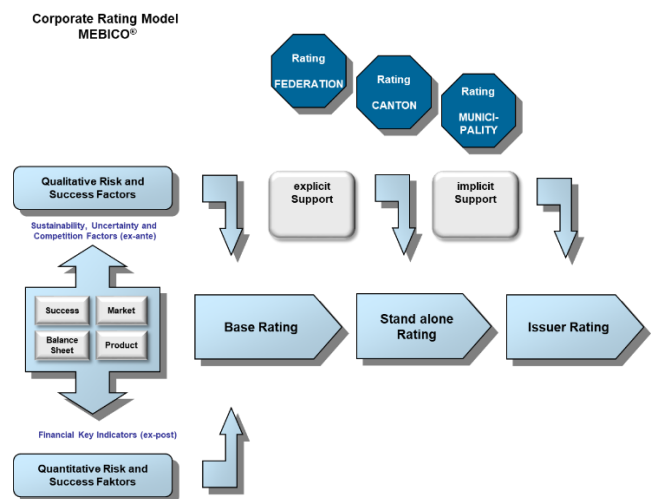 Corporate Rating Model
MEBICO®
Rating
FEDERATION
Rating
CANTON
Rating
MUNICI-
PALITY
Qualitative Risk and
Success Factors
explicit
Support
implicit
Support
Sustainability, Uncertainty and
Competition Factors (ex-ante)
Success
Market
Balance
Sheet
Product
Base Rating
Stand alone
Rating
Issuer Rating
Financial Key Indicators (ex-post)
Quantitative Risk and
Success Faktors